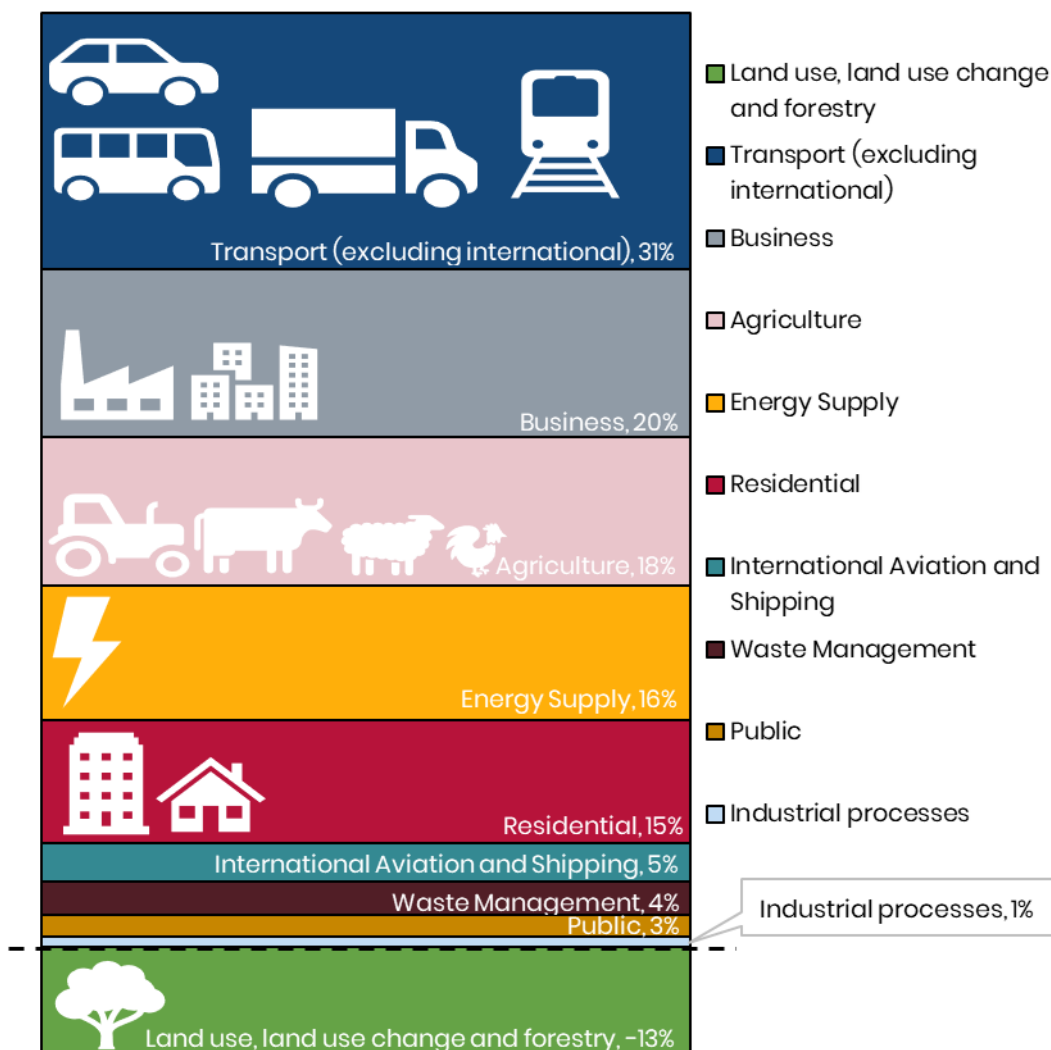 Transport (excluding international), 31%
Business, 20%
Agriculture, 18%
Energy Supply, 16%
Residential, 15%
International Aviation and Shipping, 5%
Waste Management, 4%
Public, 3%
Industrial processes, 1%
Land use, land use change and forestry, -13%
Land use, land use change
and forestry
Transport (excluding
international)
Business
Agriculture
Energy Supply
Residential
International Aviation and
Shipping
Waste Management
Public
Industrial processes